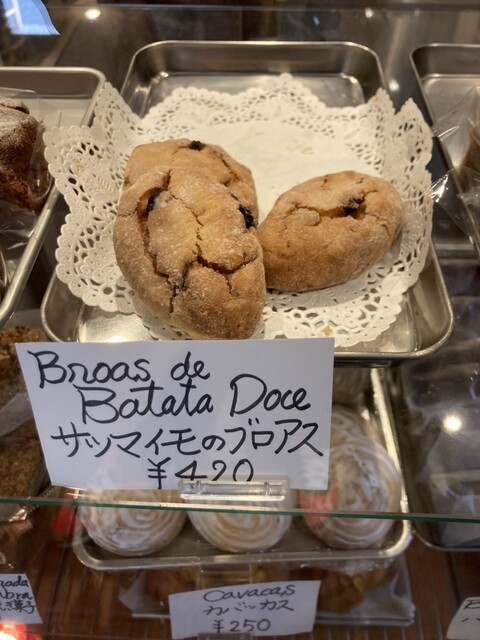 Broas de
Batata Doce
サツマイモのブロアス
¥420
Cavacas
カバッカス
¥250